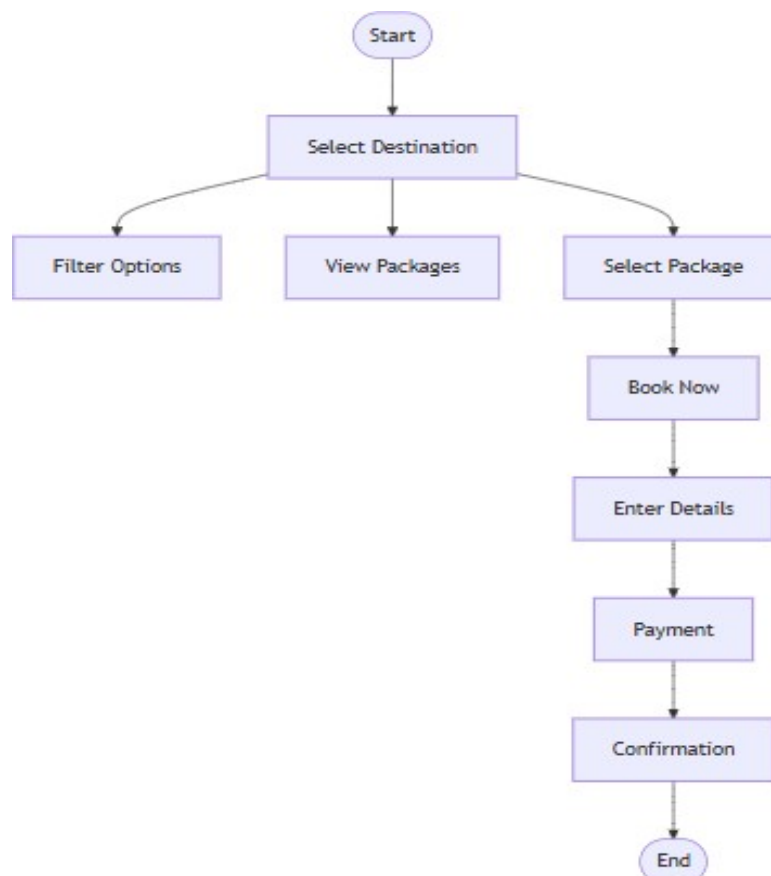 Start
Select Destination
Filter Options
View Packages
Select Package
Book Now
Enter Details
Payment
Confirmation
End